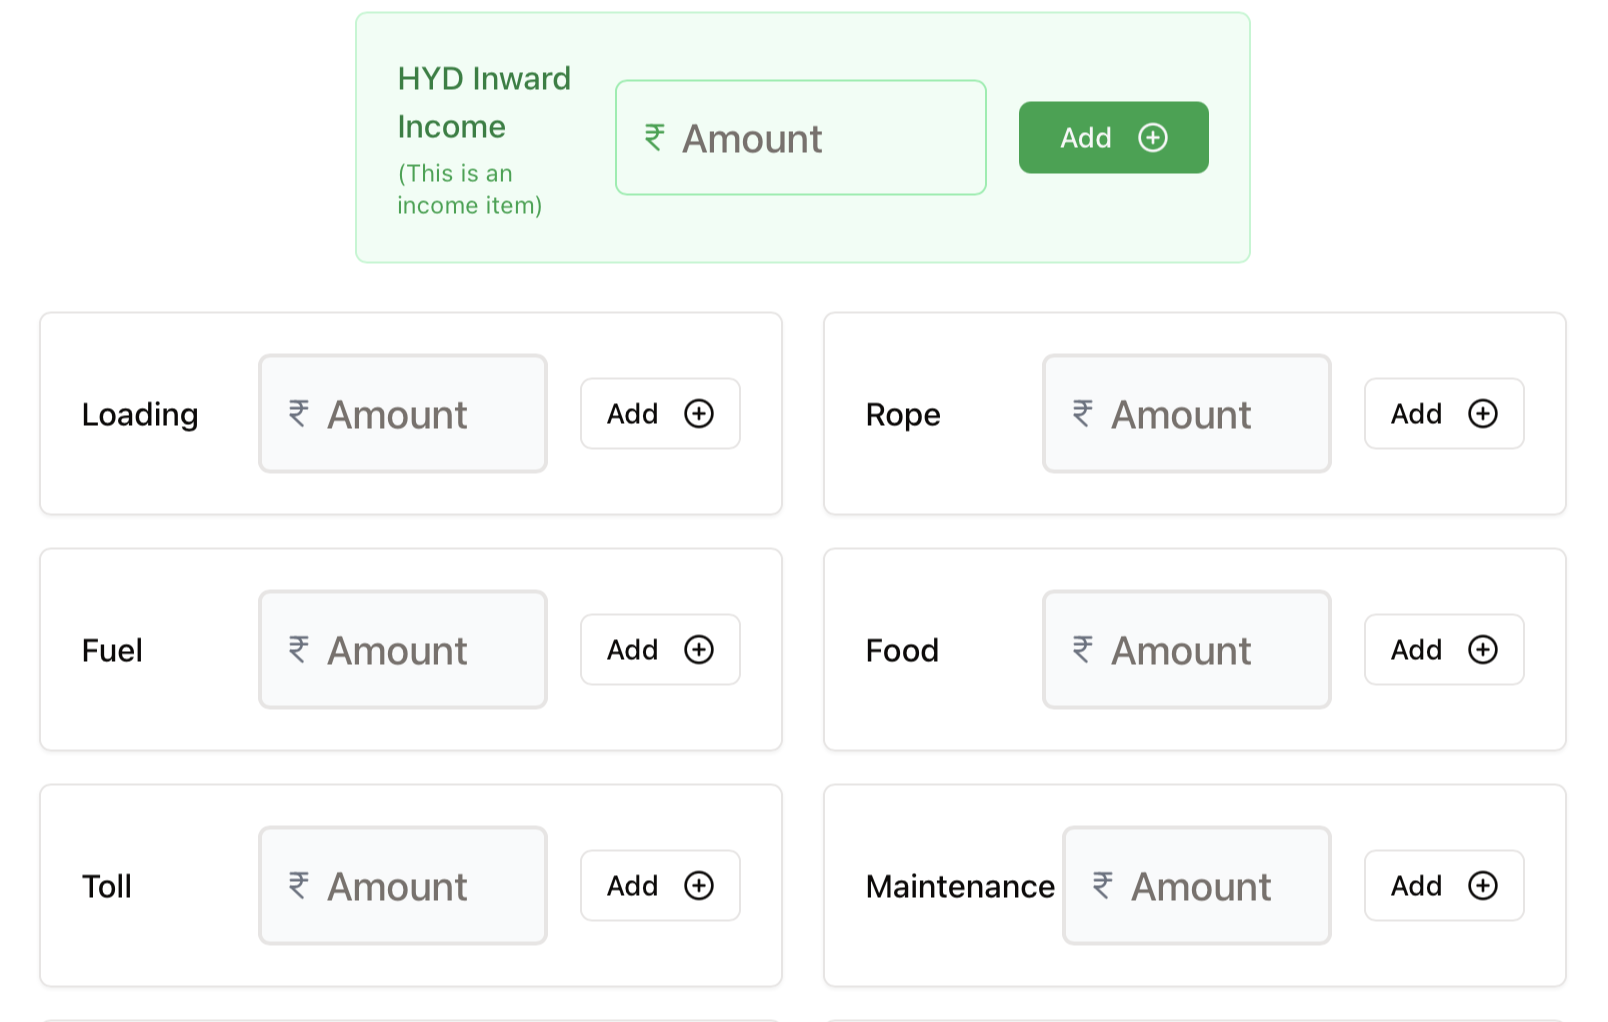 HYD Inward
Income
(This is an
income item)
₹ Amount
Add
Loading
₹ Amount
Add
Rope
₹ Amount
Add
Fuel
₹ Amount
Add
Food
₹ Amount
Add
Toll
₹ Amount
Add
Maintenance
₹ Amount
Add